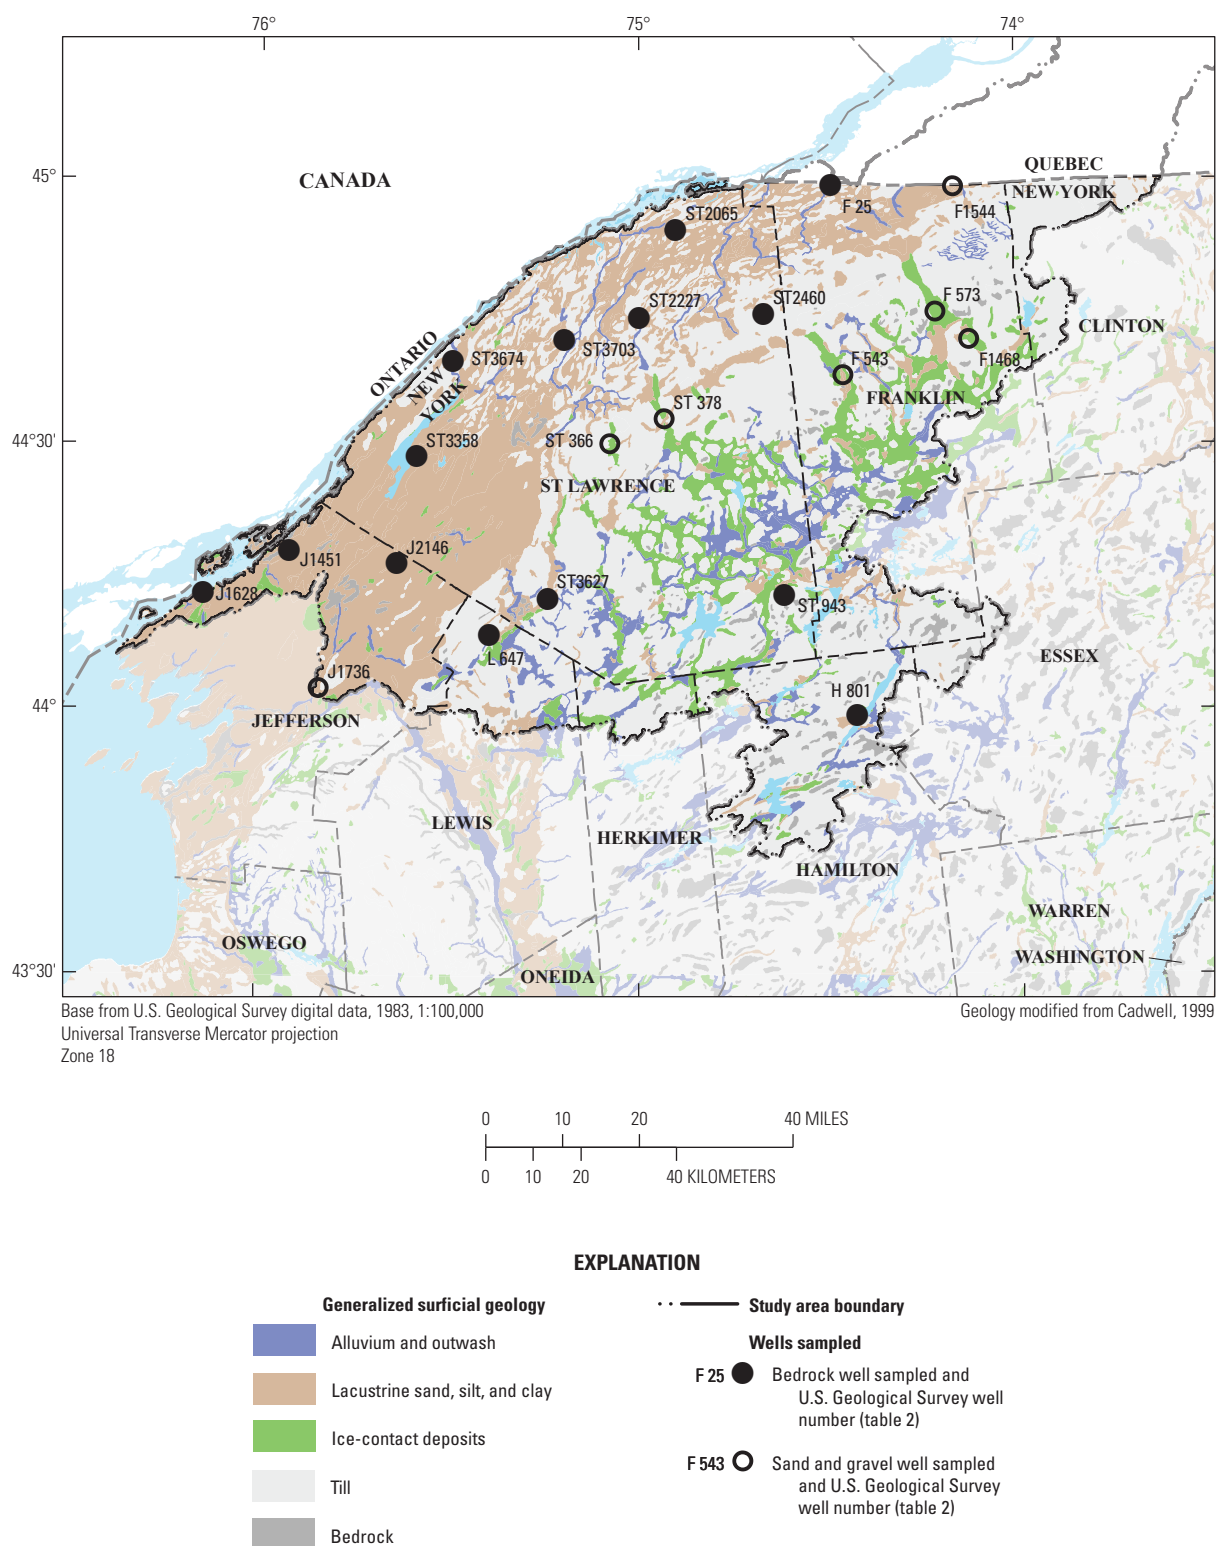 76°
75°
74°
45°
CANADA
QUEBEC
NEW YORK
F 25
F1544
ST2065
ST2227
ST2460
F 573
CLINTON
ONTARIO
NEW
YORK
ST3674
ST3703
F 543
F1468
FRANKLIN
ST 378
44°30'
ST3358
ST 366
ST LAWRENCE
J1451
J2146
J1628
ST3627
ST 943
L 647
ESSEX
J1736
H 801
44°
JEFFERSON
LEWIS
HERKIMER
HAMILTON
WARREN
OSWEGO
WASHINGTON
43°30'
ONEIDA
Base from U.S. Geological Survey digital data, 1983, 1:100,000
Universal Transverse Mercator projection
Zone 18
Geology modified from Cadwell, 1999
0 10 20 40 MILES
0 10 20 40 KILOMETERS
EXPLANATION
Generalized surficial geology
Alluvium and outwash
Lacustrine sand, silt, and clay
Ice-contact deposits
Till
Bedrock
Study area boundary
Wells sampled
F 25 Bedrock well sampled and
U.S. Geological Survey well
number (table 2)
F 543 Sand and gravel well sampled
and U.S. Geological Survey
well number (table 2)